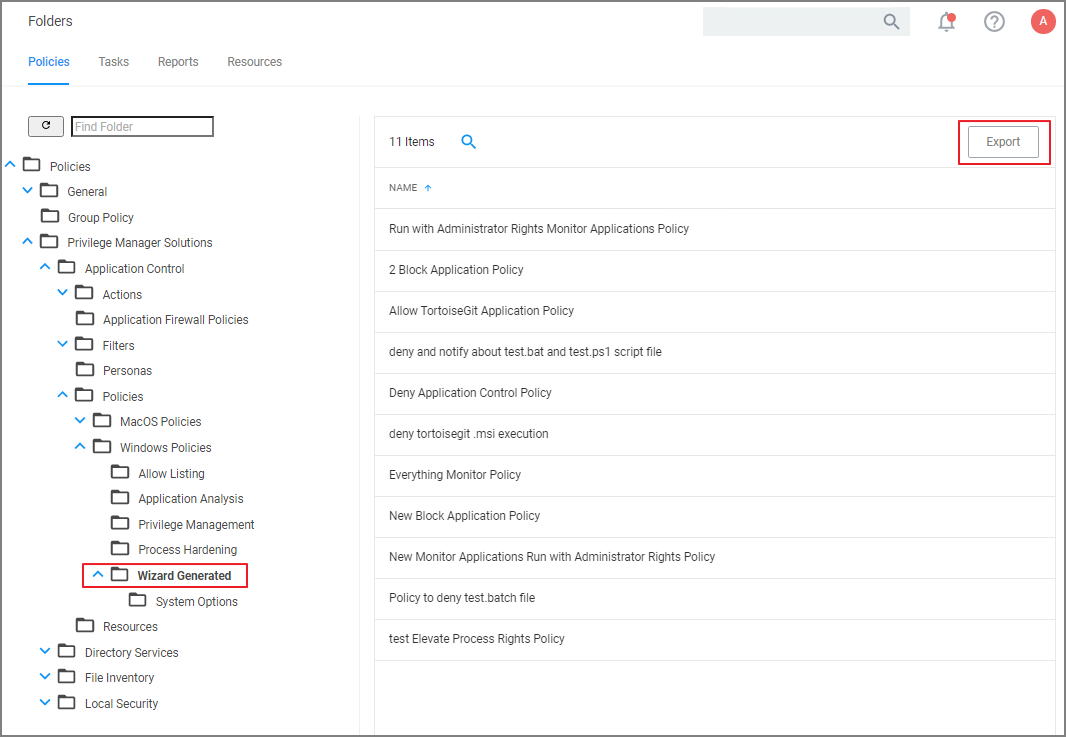 Folders
A
Policies Tasks Reports Resources
Find Folder
Policies
General
Group Policy
Privilege Manager Solutions
Application Control
Actions
Application Firewall Policies
Filters
Personas
Policies
MacOS Policies
Windows Policies
Allow Listing
Application Analysis
Privilege Management
Process Hardening
Wizard Generated
System Options
Resources
Directory Services
File Inventory
Local Security
11 Items
Export
NAME
Run with Administrator Rights Monitor Applications Policy
2 Block Application Policy
Allow TortoiseGit Application Policy
deny and notify about test.bat and test.ps1 script file
Deny Application Control Policy
deny tortoisegit .msi execution
Everything Monitor Policy
New Block Application Policy
New Monitor Applications Run with Administrator Rights Policy
Policy to deny test.batch file
test Elevate Process Rights Policy